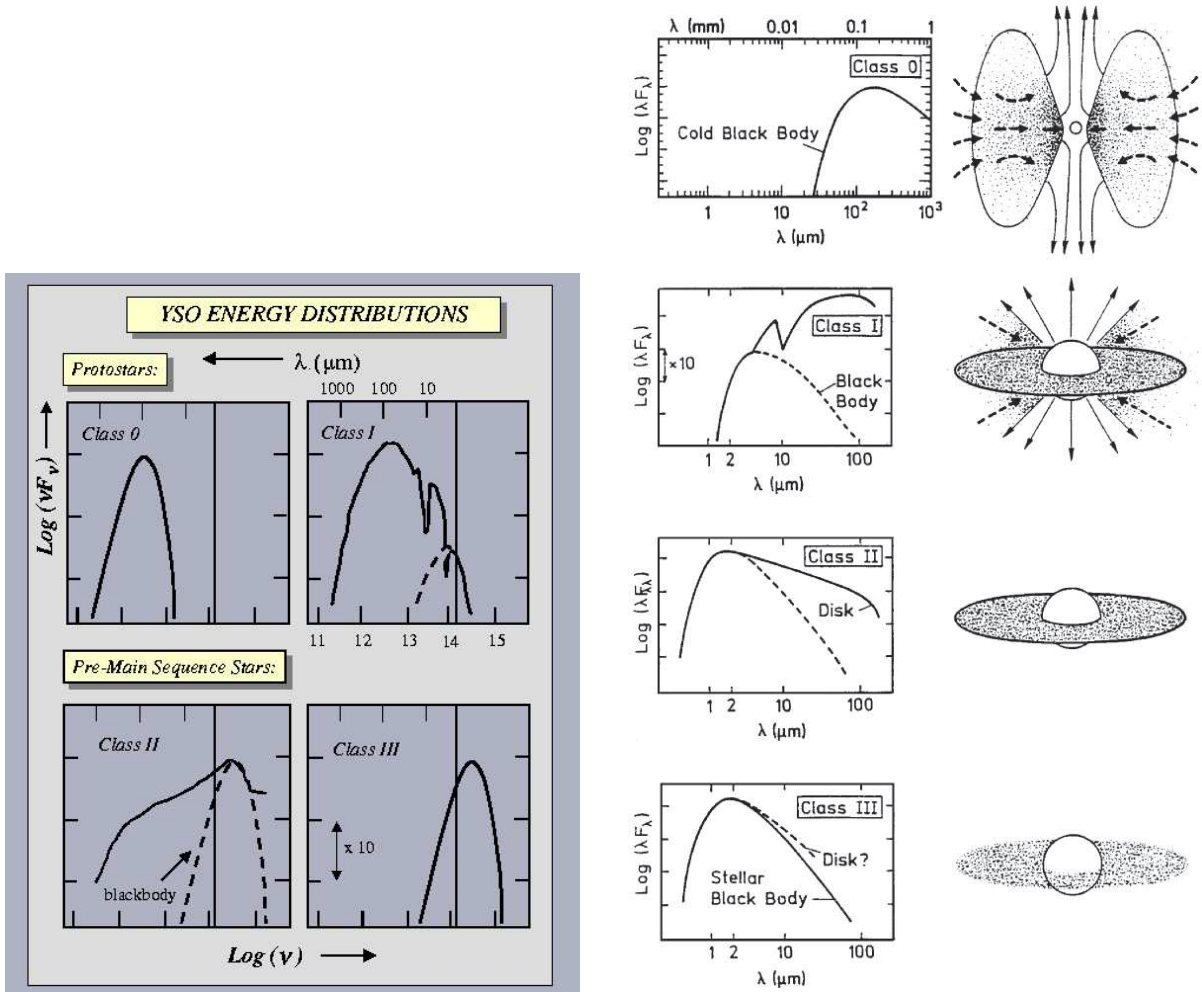 YSO ENERGY DISTRIBUTIONS
λ (μm)
Protostars:
1000 100 10
Class 0
Class I
Log (νFν)
11 12 13 14 15
Pre-Main Sequence Stars:
Class II
Class III
x 10
blackbody
Log (ν)
λ (mm) 0.01 0.1 1
Class 0
Log (λFλ)
Cold Black Body
1 10 10² 10³
λ (μm)
Class I
Log (λFλ)
×10
Black
Body
1 2 10 100
λ (μm)
Class II
Log (λFλ)
Disk
1 2 10 100
λ (μm)
Class III
Log (λFλ)
Disk?
Stellar
Black Body
1 2 10 100
λ (μm)